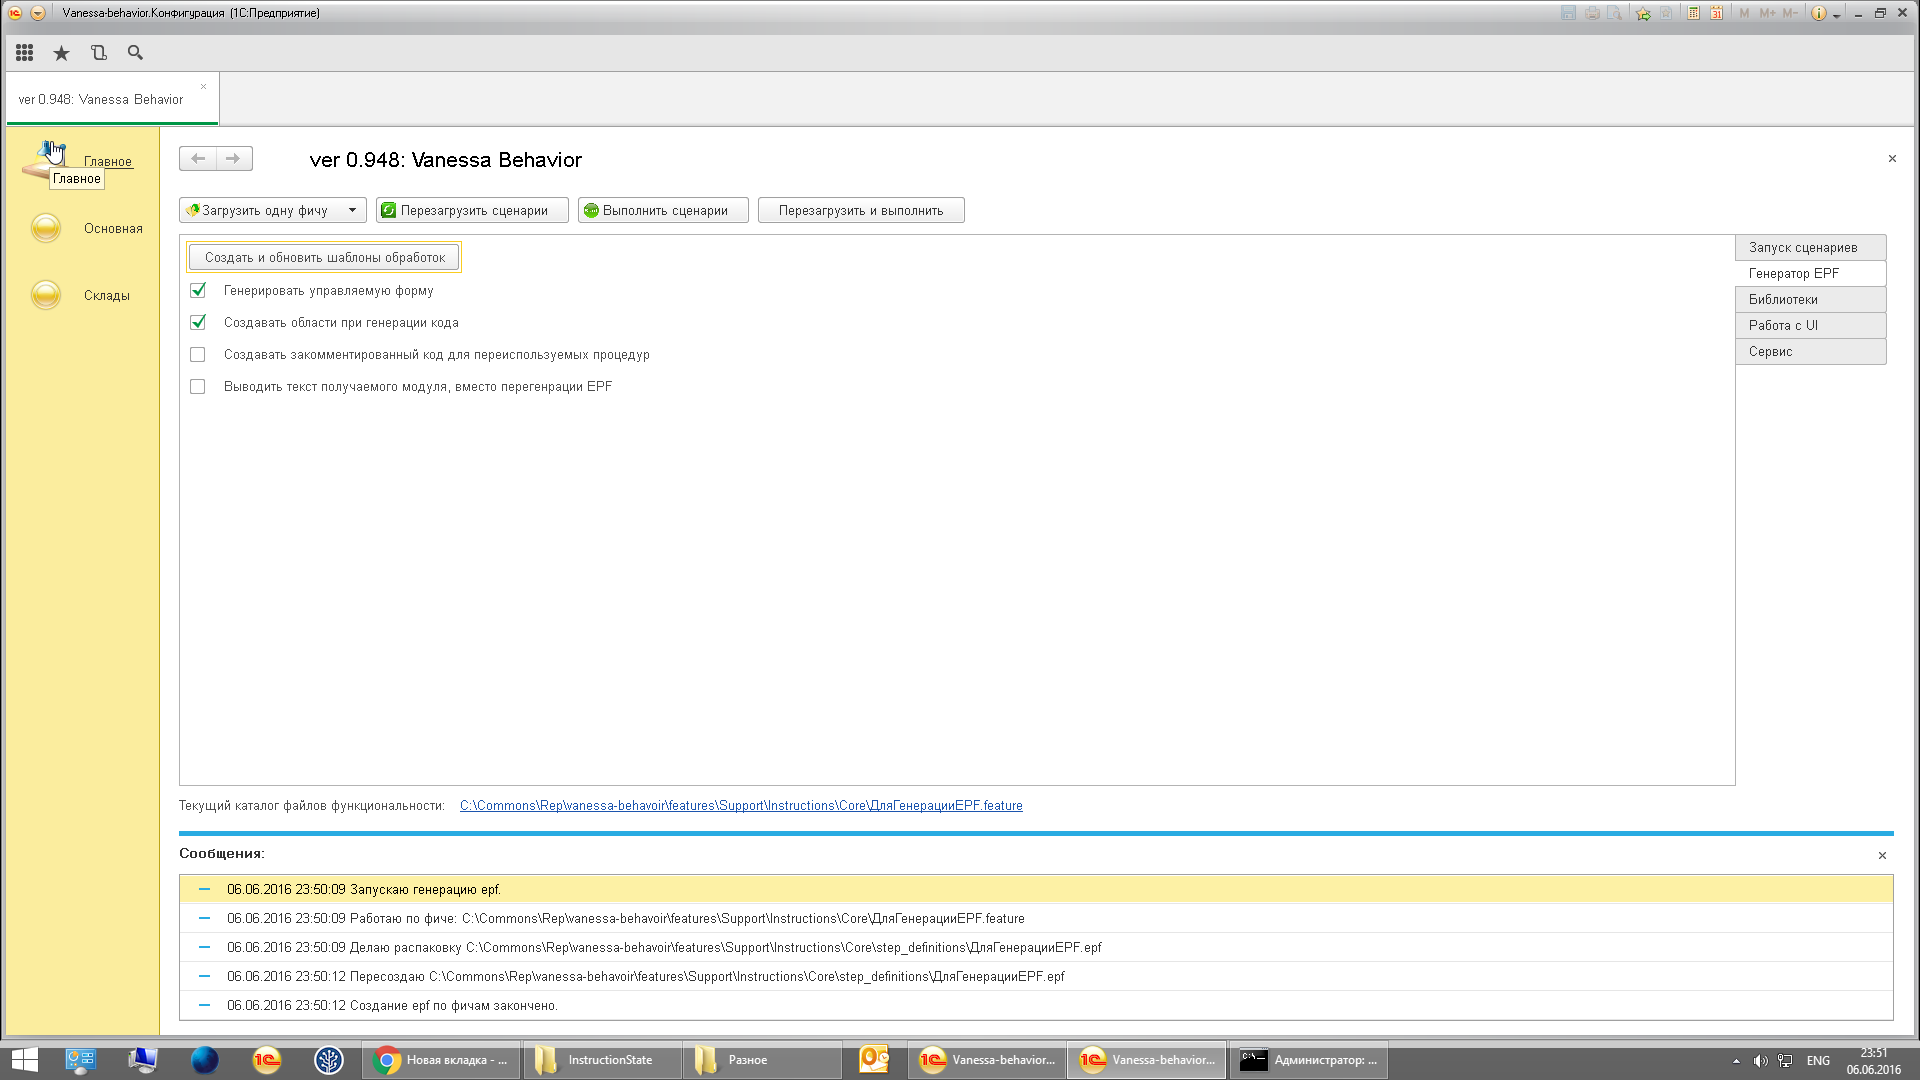 Vanessa-behavior.Конфигурация (1С:Предприятие)
31 M M+ M-
ver 0.948: Vanessa Behavior
Главное
Главное
Основная
Склады
ver 0.948: Vanessa Behavior
Загрузить одну фичу
Перезагрузить сценарии
Выполнить сценарии
Перезагрузить и выполнить
Создать и обновить шаблоны обработок
Генерировать управляемую форму
Создавать области при генерации кода
Создавать закомментированный код для переиспользуемых процедур
Выводить текст получаемого модуля, вместо перегенрации EPF
Запуск сценариев
Генератор EPF
Библиотеки
Работа с UI
Сервис
Текущий каталог файлов функциональности: C:\Commons\Rep\vanessa-behavoir\features\Support\Instructions\Core\ДляГенерацииEPF.feature
Сообщения:
06.06.2016 23:50:09 Запускаю генерацию epf.
06.06.2016 23:50:09 Работаю по фиче: C:\Commons\Rep\vanessa-behavoir\features\Support\Instructions\Core\ДляГенерацииEPF.feature
06.06.2016 23:50:09 Делаю распаковку C:\Commons\Rep\vanessa-behavoir\features\Support\Instructions\Core\step_definitions\ДляГенерацииEPF.epf
06.06.2016 23:50:12 Пересоздаю C:\Commons\Rep\vanessa-behavoir\features\Support\Instructions\Core\step_definitions\ДляГенерацииEPF.epf
06.06.2016 23:50:12 Создание epf по фичам закончено.
Новая вкладка - ...
InstructionState
Разное
Vanessa-behavior...
Vanessa-behavior...
Администратор: ...
ENG
23:51
06.06.2016